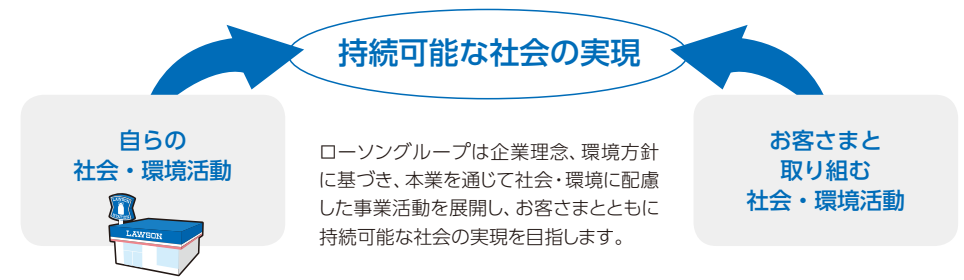 持続可能な社会の実現
自らの
社会・環境活動
LAWSON
ローソングループは企業理念、環境方針
に基づき、本業を通じて社会・環境に配慮
した事業活動を展開し、お客さまとともに
持続可能な社会の実現を目指します。
お客さまと
取り組む
社会・環境活動